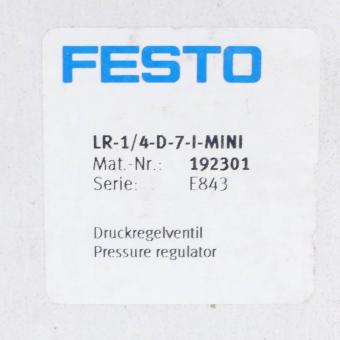 FESTO
LR-1/4-D-7-I-MINI
Mat.-Nr.: 192301
Serie: E843
Druckregelventil
Pressure regulator